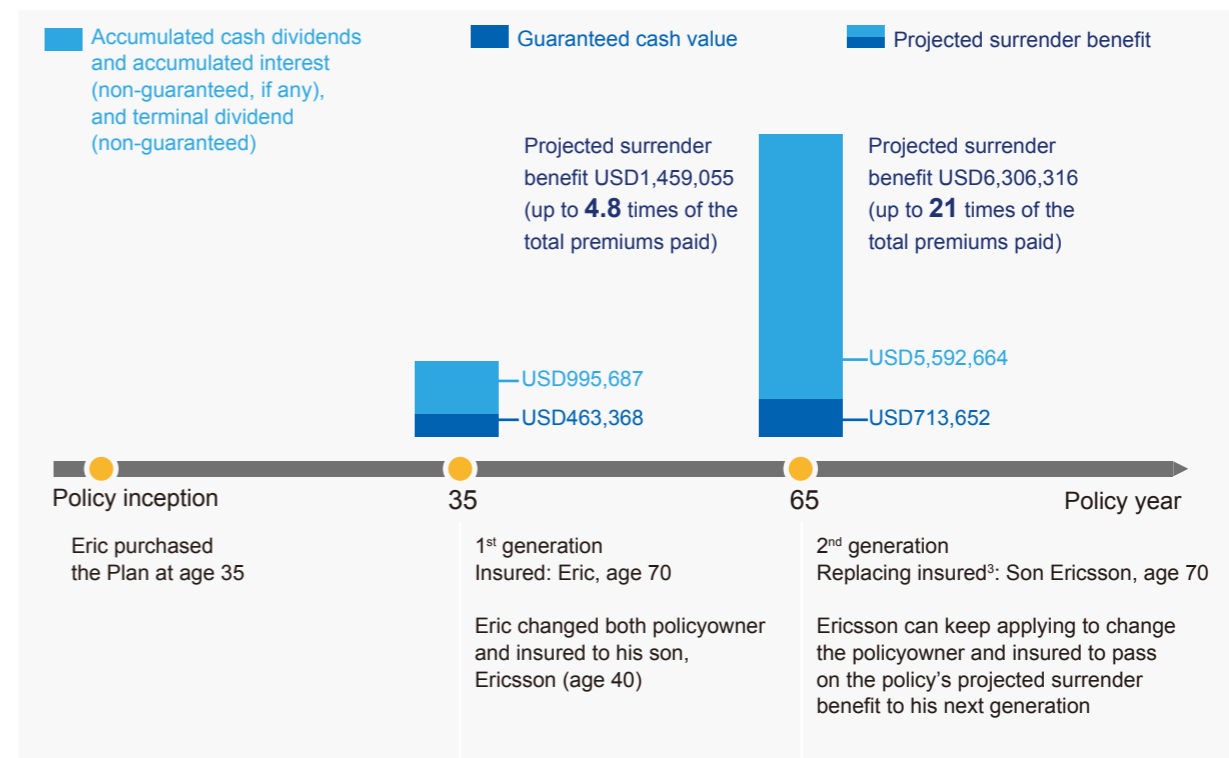 Accumulated cash dividends
and accumulated interest
(non-guaranteed, if any),
and terminal dividend
(non-guaranteed)
Guaranteed cash value
Projected surrender benefit
Projected surrender
benefit USD1,459,055
(up to 4.8 times of the
total premiums paid)
Projected surrender
benefit USD6,306,316
(up to 21 times of the
total premiums paid)
USD995,687
USD463,368
USD5,592,664
USD713,652
Policy inception
35
65
Policy year
Eric purchased
the Plan at age 35
1st generation
Insured: Eric, age 70
Eric changed both policyowner
and insured to his son,
Ericsson (age 40)
2nd generation
Replacing insured³: Son Ericsson, age 70
Ericsson can keep applying to change
the policyowner and insured to pass
on the policy’s projected surrender
benefit to his next generation